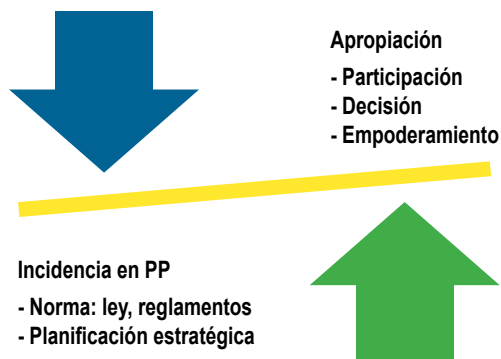 Apropiación
- Participación
- Decisión
- Empoderamiento
Incidencia en PP
- Norma: ley, reglamentos
- Planificación estratégica